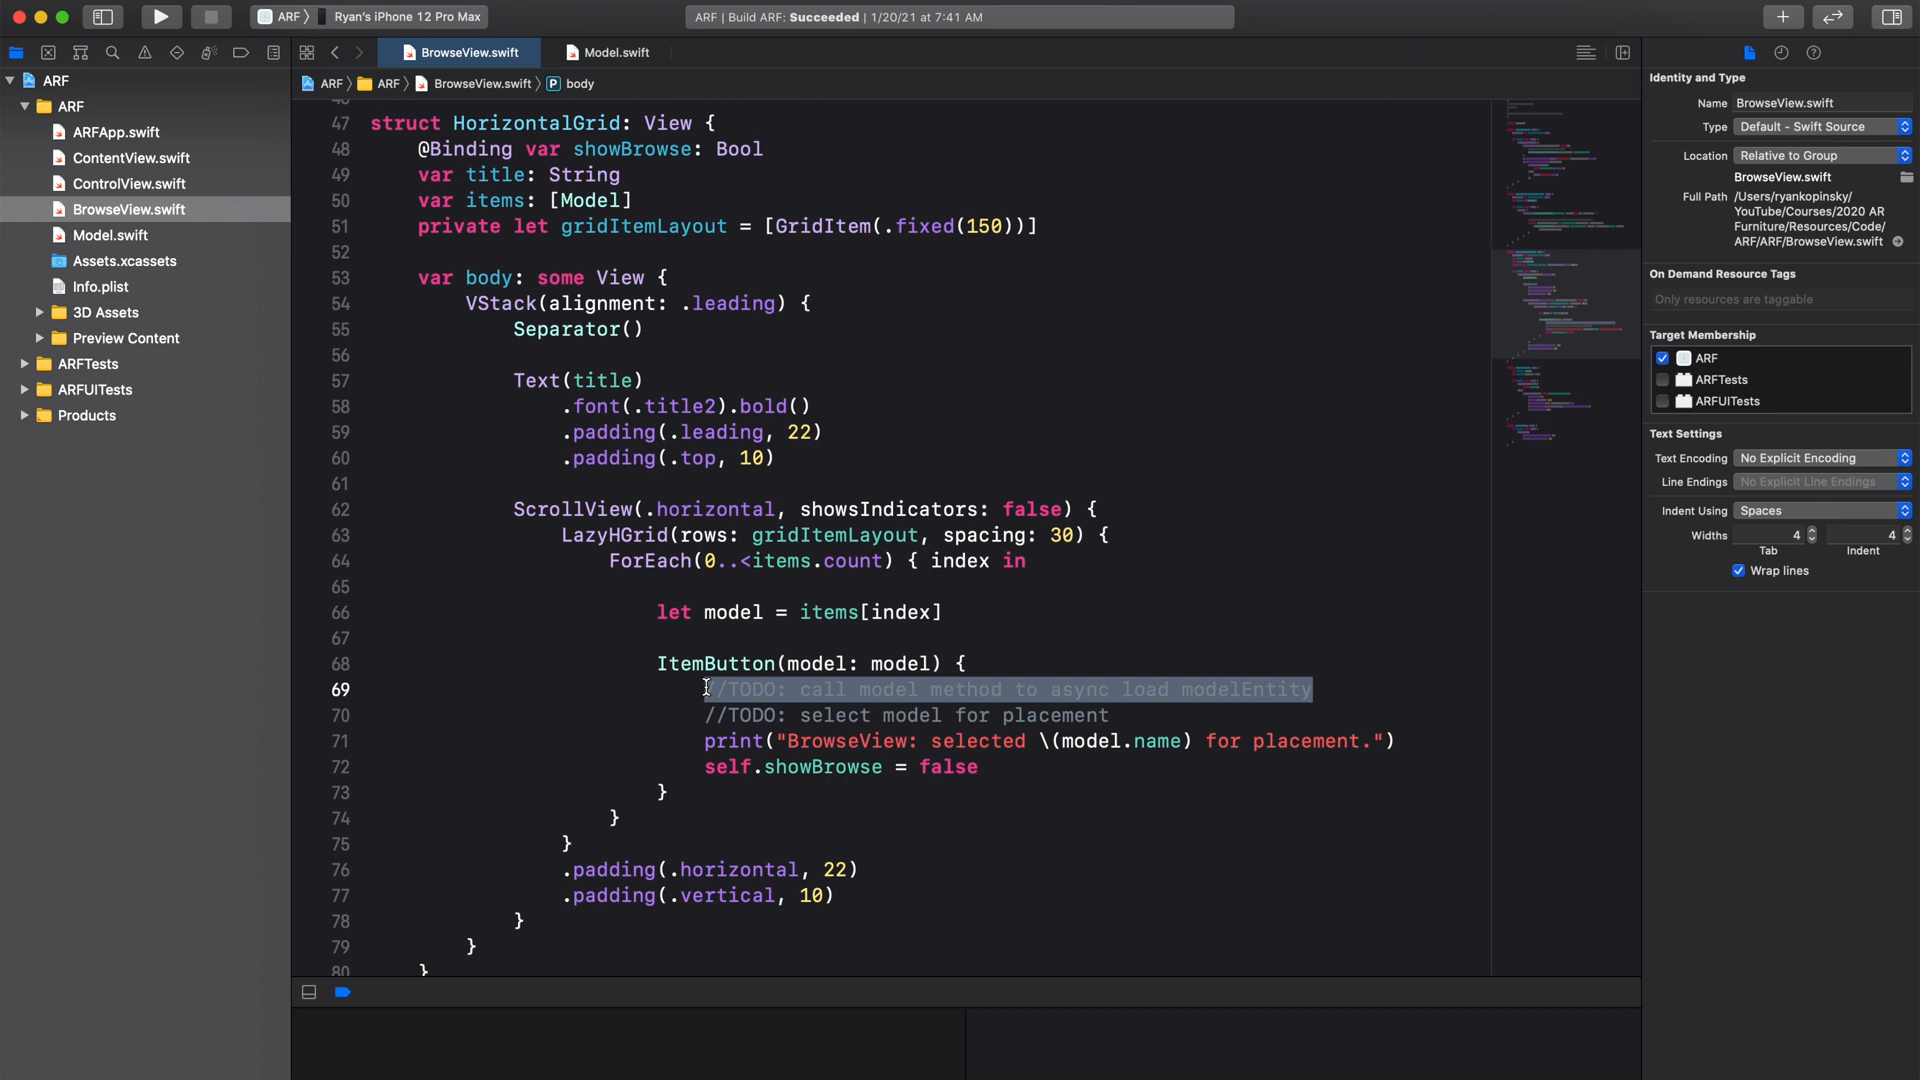 ARF 〉 Ryan's iPhone 12 Pro Max
ARF | Build ARF: Succeeded | 1/20/21 at 7:41 AM
BrowseView.swift
Model.swift
ARF
ARF 〉 ARF 〉 BrowseView.swift 〉 P body
ARF
ARFApp.swift
ContentView.swift
ControlView.swift
BrowseView.swift
Model.swift
Assets.xcassets
Info.plist
3D Assets
Preview Content
ARFTests
ARFUITests
Products
47 struct HorizontalGrid: View {
48 @Binding var showBrowse: Bool
49 var title: String
50 var items: [Model]
51 private let gridItemLayout = [GridItem(.fixed(150))]
52
53 var body: some View {
54 VStack(alignment: .leading) {
55 Separator()
56
57 Text(title)
58 .font(.title2).bold()
59 .padding(.leading, 22)
60 .padding(.top, 10)
61
62 ScrollView(.horizontal, showsIndicators: false) {
63 LazyHGrid(rows: gridItemLayout, spacing: 30) {
64 ForEach(0..<items.count) { index in
65
66 let model = items[index]
67
68 ItemButton(model: model) {
69 //TODO: call model method to async load modelEntity
70 //TODO: select model for placement
71 print("BrowseView: selected \(model.name) for placement.")
72 self.showBrowse = false
73 }
74 }
75 }
76 .padding(.horizontal, 22)
77 .padding(.vertical, 10)
78 }
79 }
80 }
Identity and Type
Name BrowseView.swift
Type Default - Swift Source
Location Relative to Group
BrowseView.swift
Full Path /Users/ryankopinsky/
YouTube/Courses/2020 AR
Furniture/Resources/Code/
ARF/ARF/BrowseView.swift
On Demand Resource Tags
Only resources are taggable
Target Membership
ARF
ARFTests
ARFUITests
Text Settings
Text Encoding No Explicit Encoding
Line Endings No Explicit Line Endings
Indent Using Spaces
Widths 4 4
Tab Indent
Wrap lines